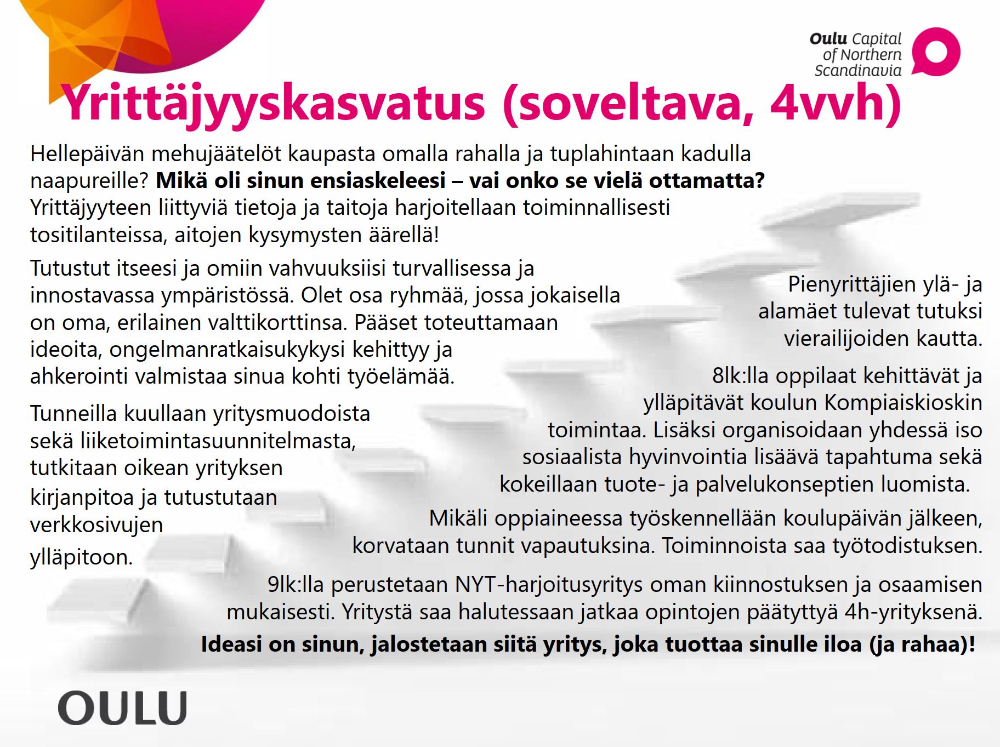 Oulu Capital
of Northern
Scandinavia
Yrittäjyyskasvatus (soveltava, 4vvh)
Hellepäivän mehujäätelöt kaupasta omalla rahalla ja tuplahintaan kadulla
naapureille? Mikä oli sinun ensiaskeleesi – vai onko se vielä ottamatta?
Yrittäjyyteen liittyviä tietoja ja taitoja harjoitellaan toiminnallisesti
tositilanteissa, aitojen kysymysten äärellä!
Tutustut itseesi ja omiin vahvuuksiisi turvallisessa ja
innostavassa ympäristössä. Olet osa ryhmää, jossa jokaisella
on oma, erilainen valttikorttinsa. Pääset toteuttamaan
ideoita, ongelmanratkaisukykysi kehittyy ja
ahkerointi valmistaa sinua kohti työelämää.
Tunneilla kuullaan yritysmuodoista
sekä liiketoimintasuunnitelmasta,
tutkitaan oikean yrityksen
kirjanpitoa ja tutustutaan
verkkosivujen
ylläpitoon.
Pienyrittäjien ylä- ja
alamäet tulevat tutuksi
vierailijoiden kautta.
8lk:lla oppilaat kehittävät ja
ylläpitävät koulun Kompiaiskioskin
toimintaa. Lisäksi organisoidaan yhdessä iso
sosiaalista hyvinvointia lisäävä tapahtuma sekä
kokeillaan tuote- ja palvelukonseptien luomista.
Mikäli oppiaineessa työskennellään koulupäivän jälkeen,
korvataan tunnit vapautuksina. Toiminnoista saa työtodistuksen.
9lk:lla perustetaan NYT-harjoitusyritys oman kiinnostuksen ja osaamisen
mukaisesti. Yritystä saa halutessaan jatkaa opintojen päätyttyä 4h-yrityksenä.
Ideasi on sinun, jalostetaan siitä yritys, joka tuottaa sinulle iloa (ja rahaa)!
OULU